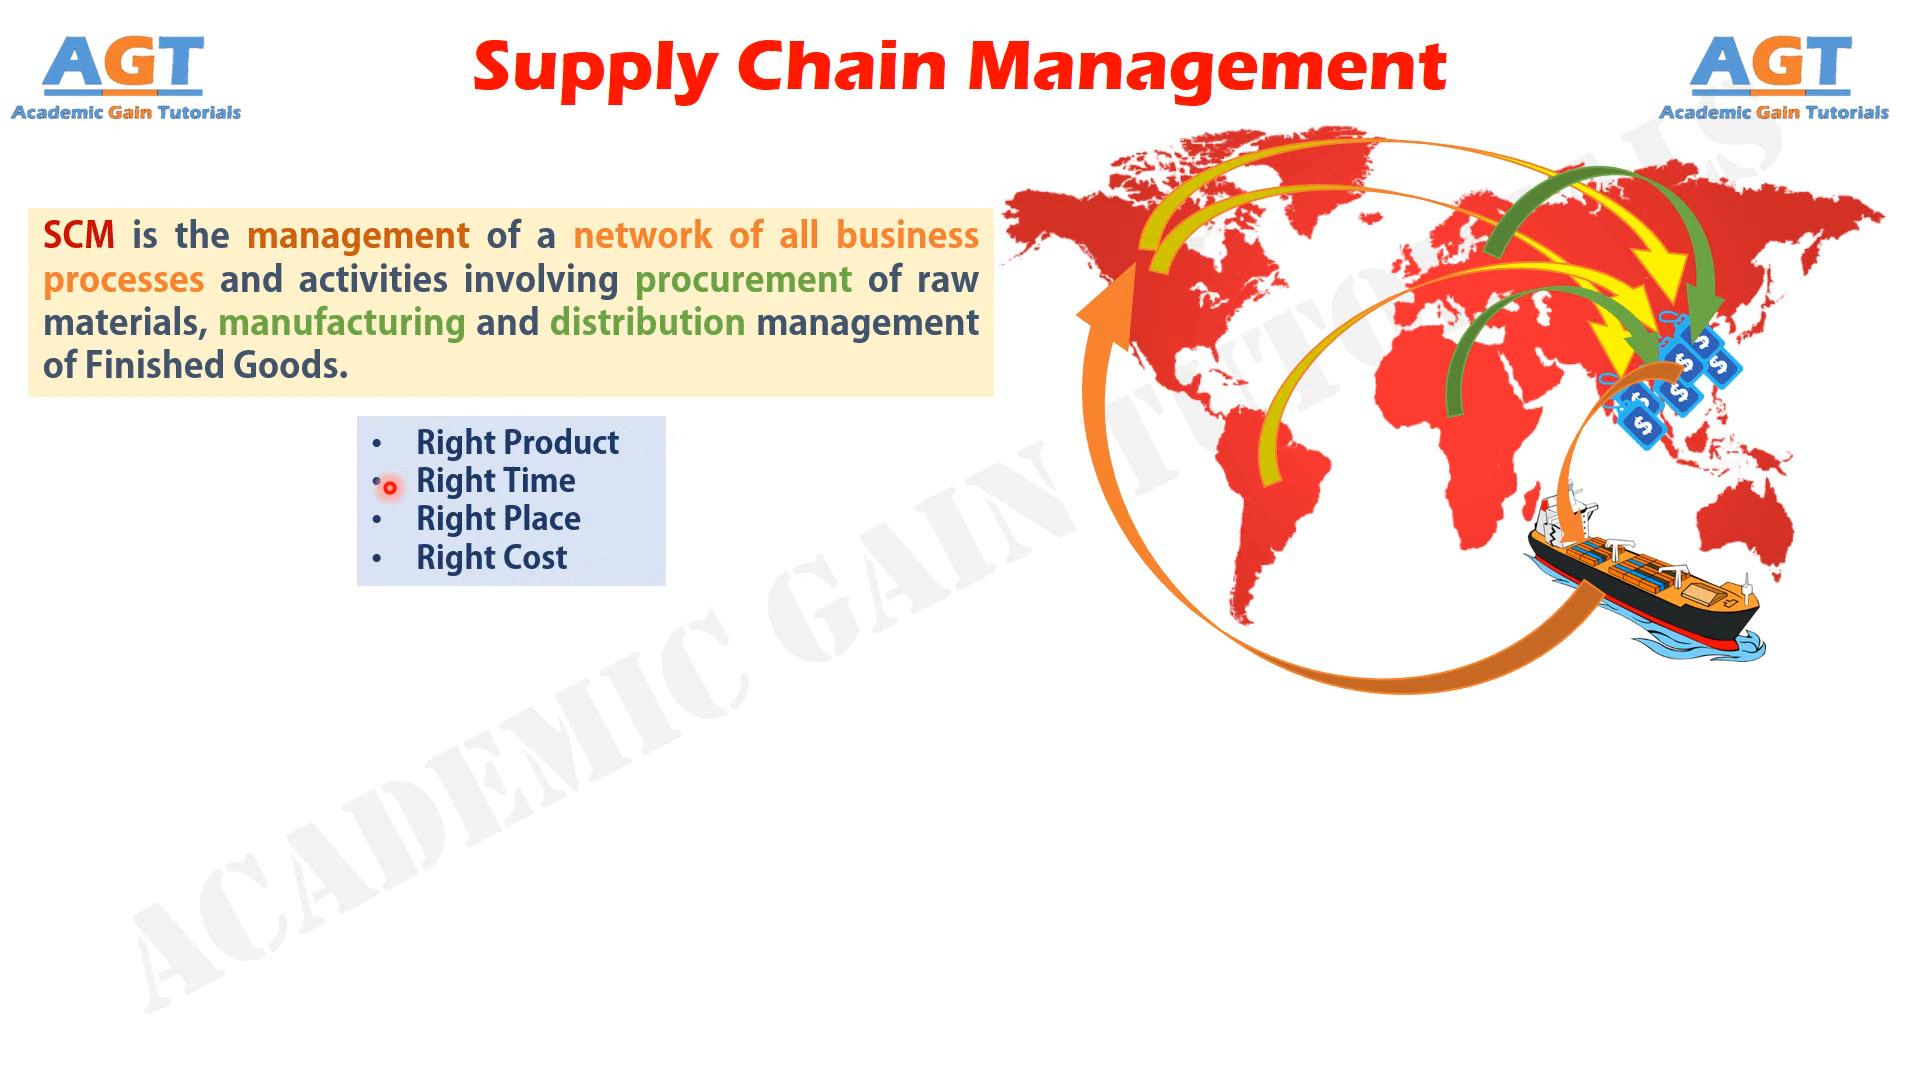 AGT
Academic Gain Tutorials
Supply Chain Management
AGT
Academic Gain Tutorials
SCM is the management of a network of all business
processes and activities involving procurement of raw
materials, manufacturing and distribution management
of Finished Goods.
• Right Product
• Right Time
• Right Place
• Right Cost
ACADEMIC GAIN TUTORIALS